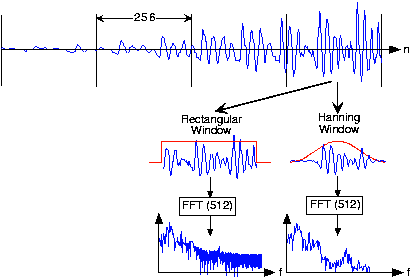 256
n
Rectangular Hanning
Window Window
FFT (512) FFT (512)
f f